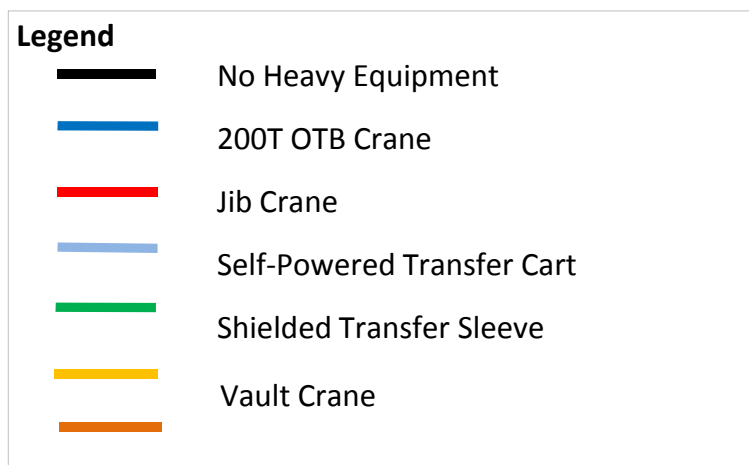 Legend
No Heavy Equipment
200T OTB Crane
Jib Crane
Self-Powered Transfer Cart
Shielded Transfer Sleeve
Vault Crane